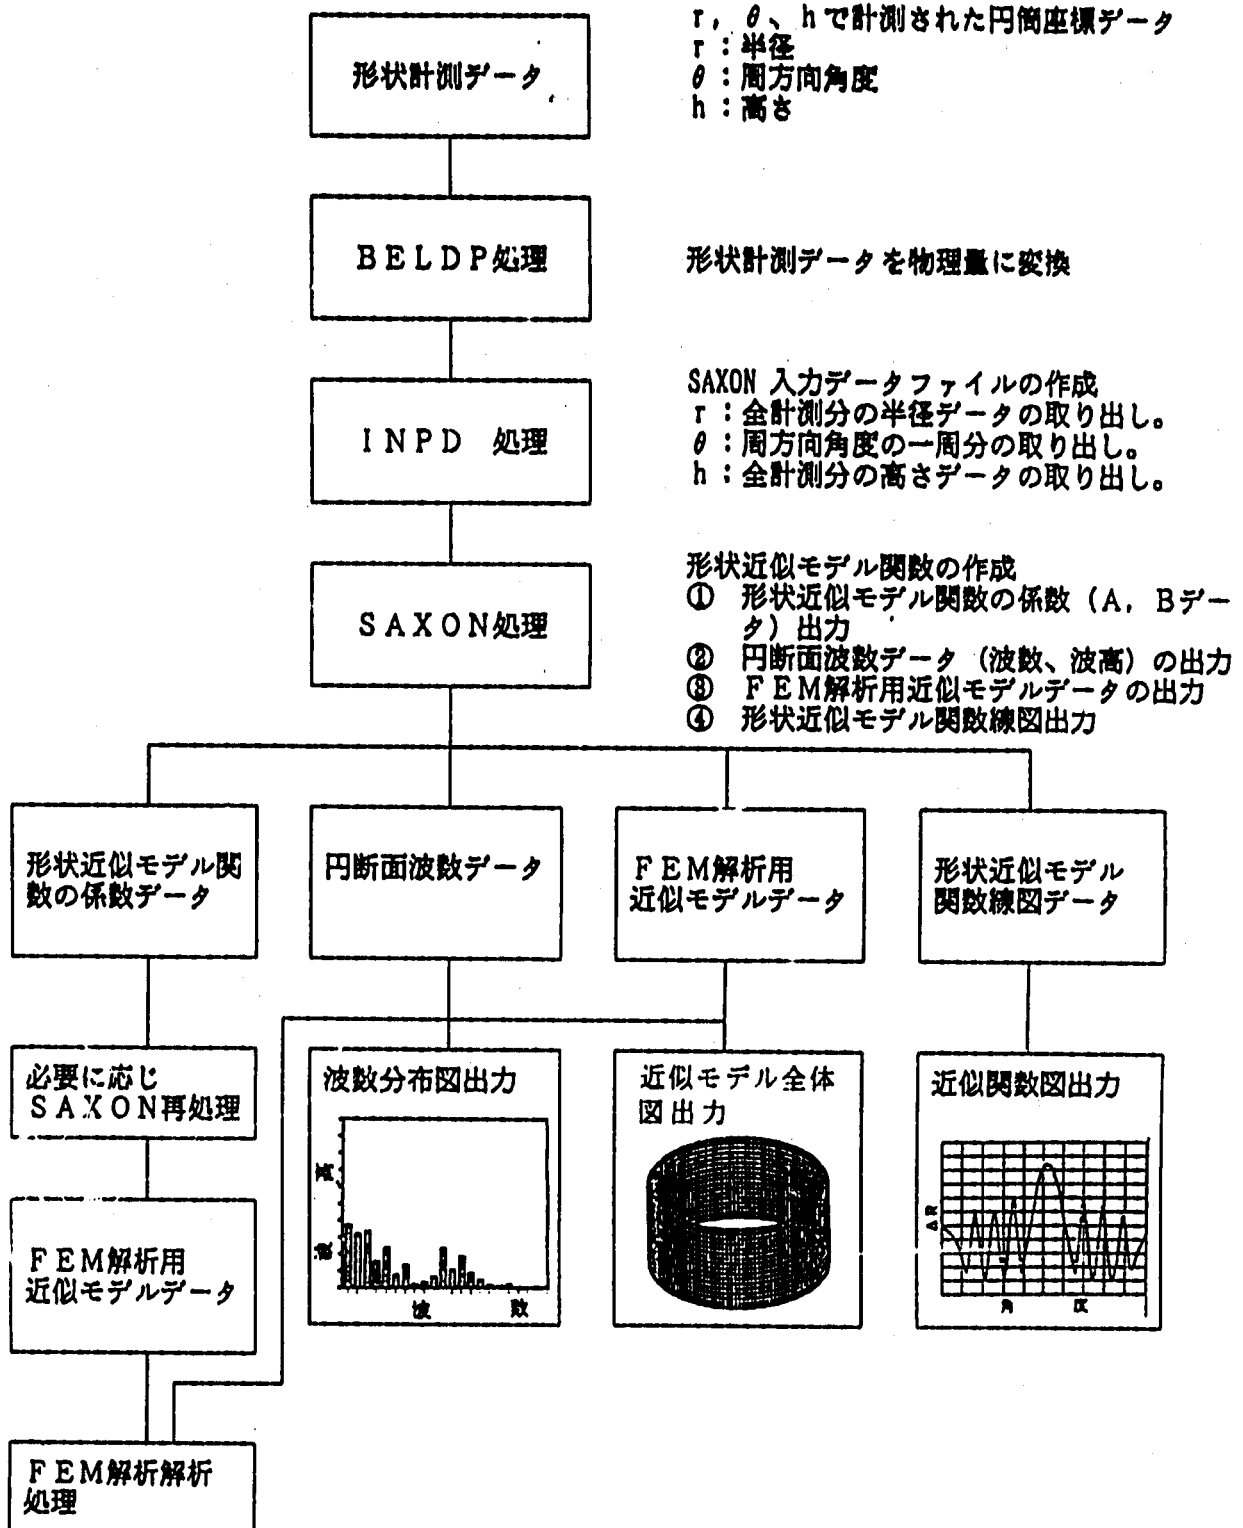 形状計測データ
r, θ、hで計測された円筒座標データ
r：半径
θ：周方向角度
h：高さ
BELDP処理
形状計測データを物理量に変換
INPD 処理
SAXON 入力データファイルの作成
r：全計測分の半径データの取り出し。
θ：周方向角度の一周分の取り出し。
h：全計測分の高さデータの取り出し。
SAXON処理
形状近似モデル関数の作成
① 形状近似モデル関数の係数（A, Bデー
タ）出力
② 円断面波数データ（波数、波高）の出力
③ FEM解析用近似モデルデータの出力
④ 形状近似モデル関数線図出力
形状近似モデル関
数の係数データ
円断面波数データ
FEM解析用
近似モデルデータ
形状近似モデル
関数線図データ
必要に応じ
SAXON再処理
波数分布図出力
波 高
波 数
近似モデル全体
図出力
近似関数図出力
ΔR
角 度
FEM解析用
近似モデルデータ
FEM解析解析
処理